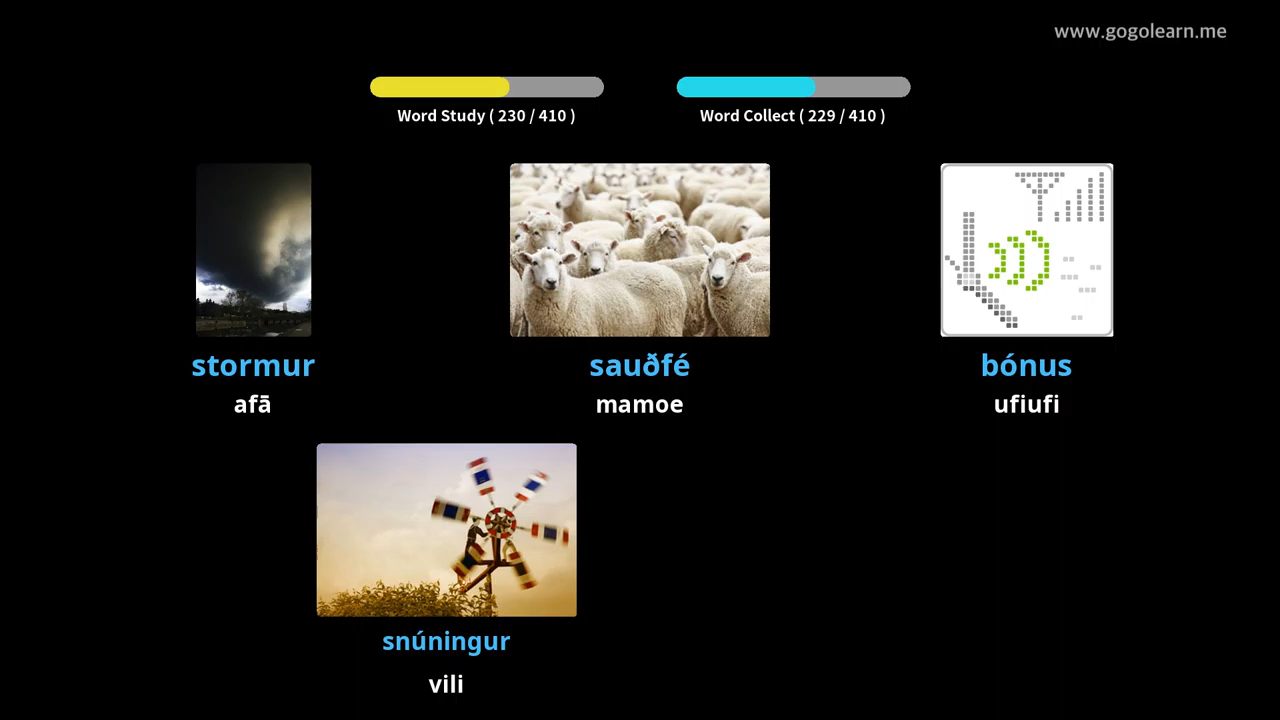 www.gogolearn.me
Word Study ( 230 / 410 )
Word Collect ( 229 / 410 )
stormur
afā
sauðfé
mamoe
bónus
ufiufi
snúningur
vili